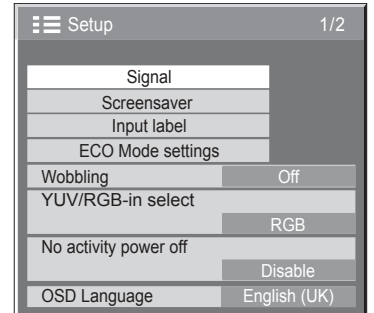 Setup 1/2
Signal
Screensaver
Input label
ECO Mode settings
Wobbling Off
YUV/RGB-in select
RGB
No activity power off
Disable
OSD Language English (UK)